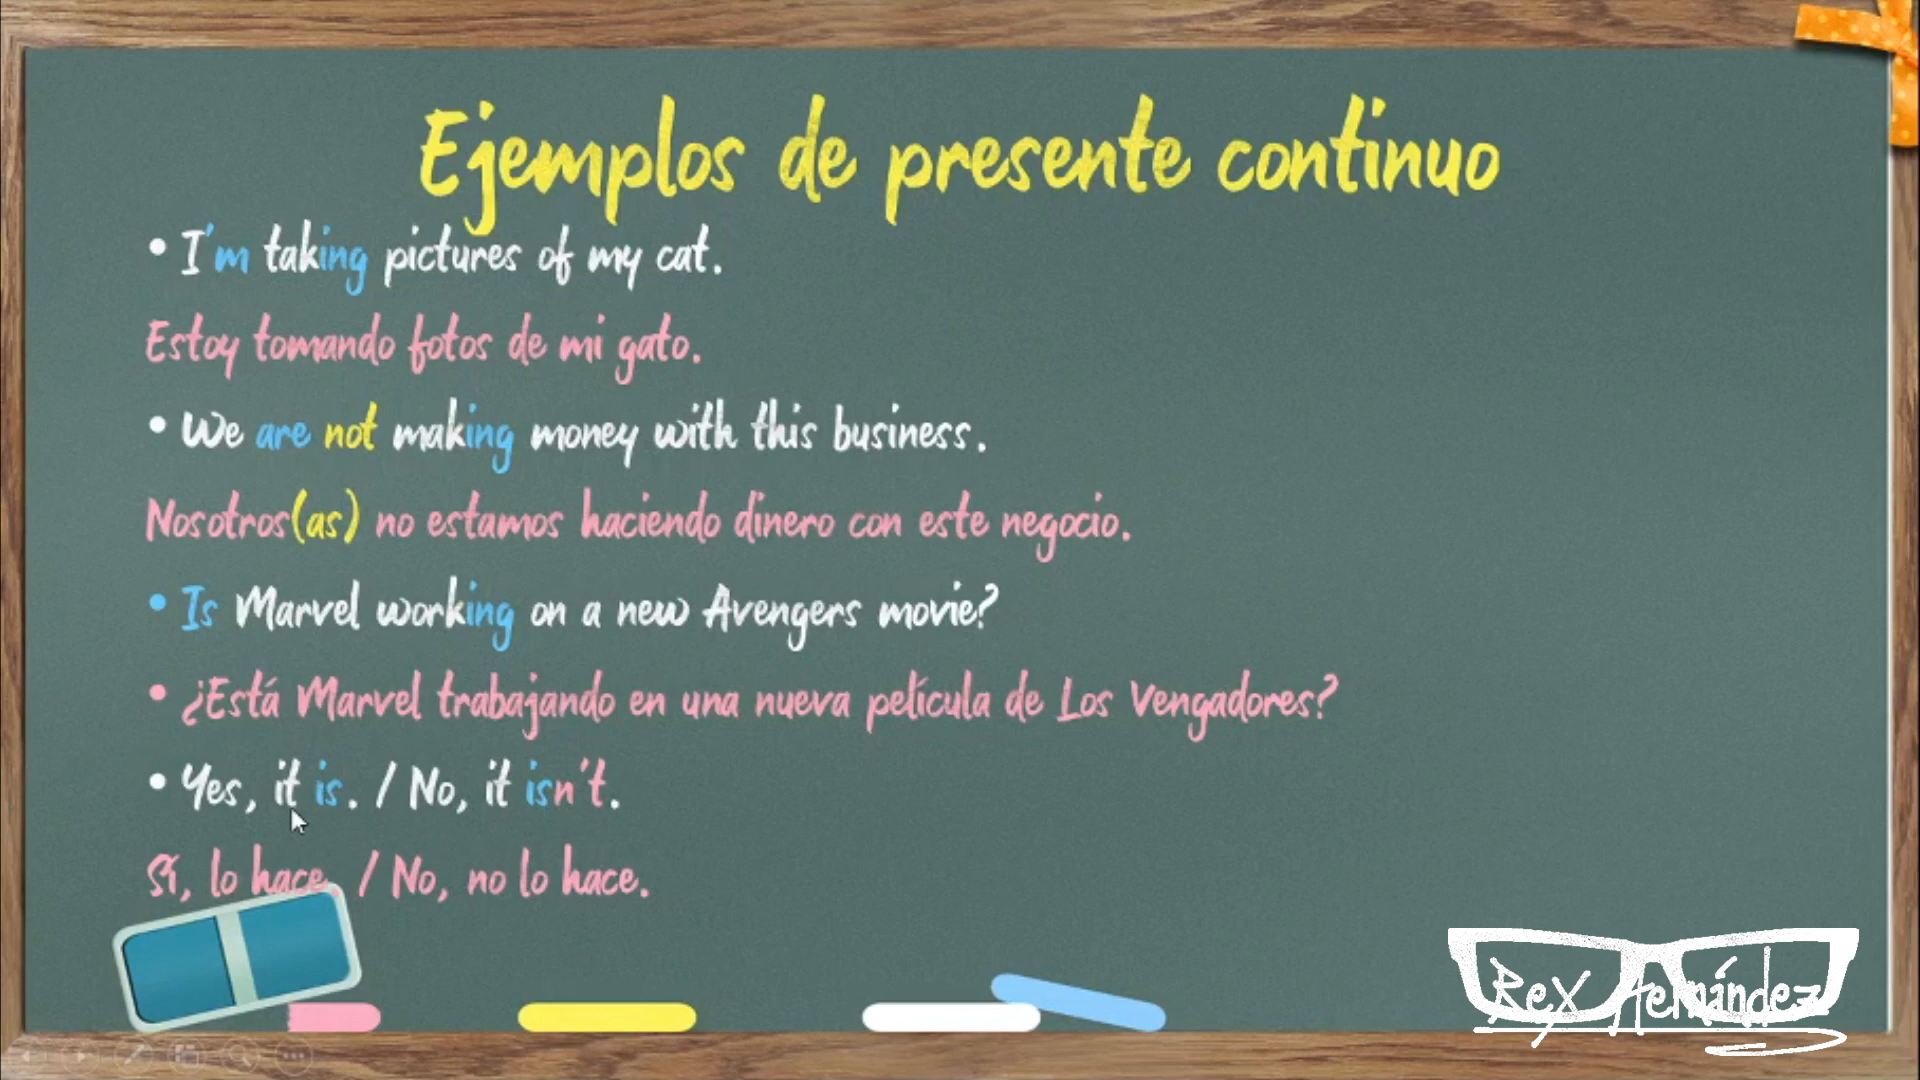 Ejemplos de presente continuo
• I'm taking pictures of my cat.
Estoy tomando fotos de mi gato.
• We are not making money with this business.
Nosotros(as) no estamos haciendo dinero con este negocio.
• Is Marvel working on a new Avengers movie?
• ¿Está Marvel trabajando en una nueva película de Los Vengadores?
• Yes, it is. / No, it isn't.
Sí, lo hace / No, no lo hace.
Rex Hernández